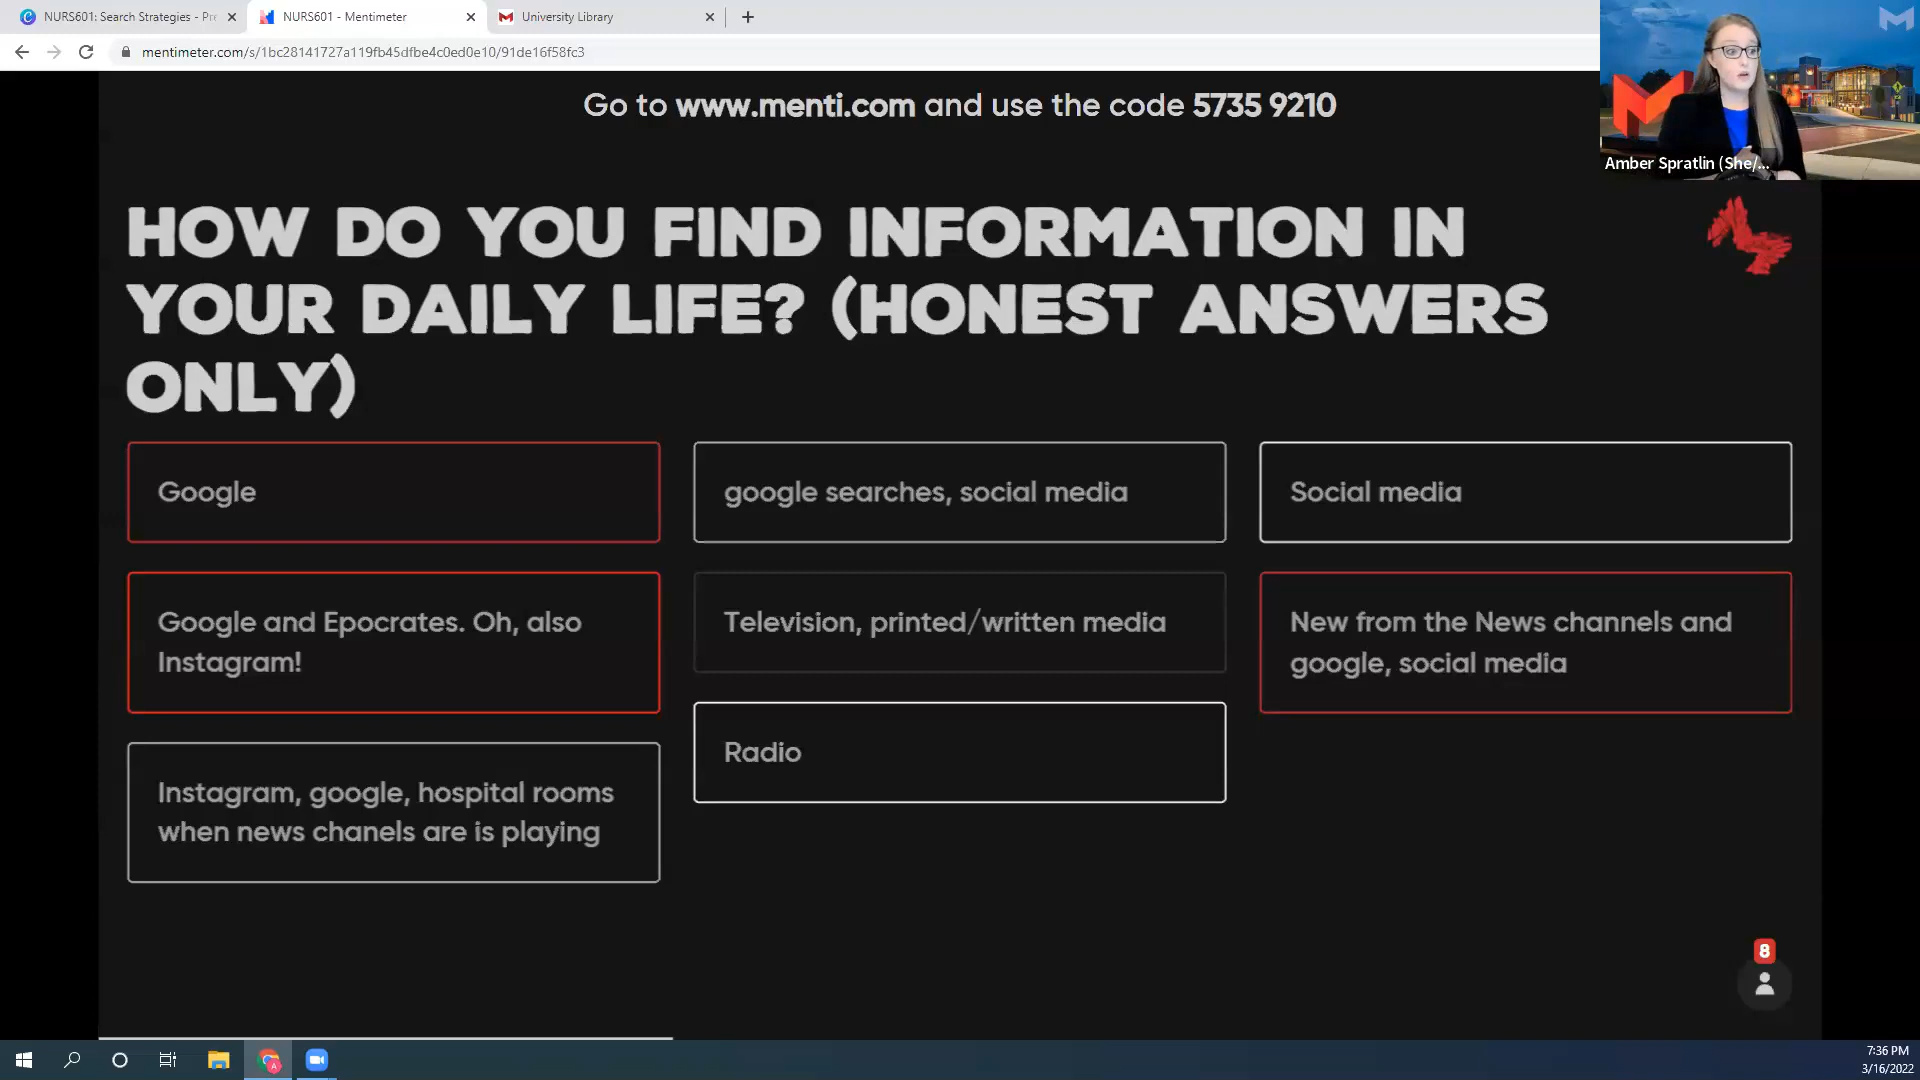 NURS601: Search Strategies - Pre
NURS601 - Mentimeter
University Library
mentimeter.com/s/1bc28141727a119fb45dfbe4c0ed0e10/91de16f58fc3
Go to www.menti.com and use the code 5735 9210
Amber Spratlin (She/...
HOW DO YOU FIND INFORMATION IN
YOUR DAILY LIFE? (HONEST ANSWERS
ONLY)
Google
google searches, social media
Social media
Google and Epocrates. Oh, also
Instagram!
Television, printed/written media
New from the News channels and
google, social media
Radio
Instagram, google, hospital rooms
when news chanels are is playing
8
7:36 PM
3/16/2022